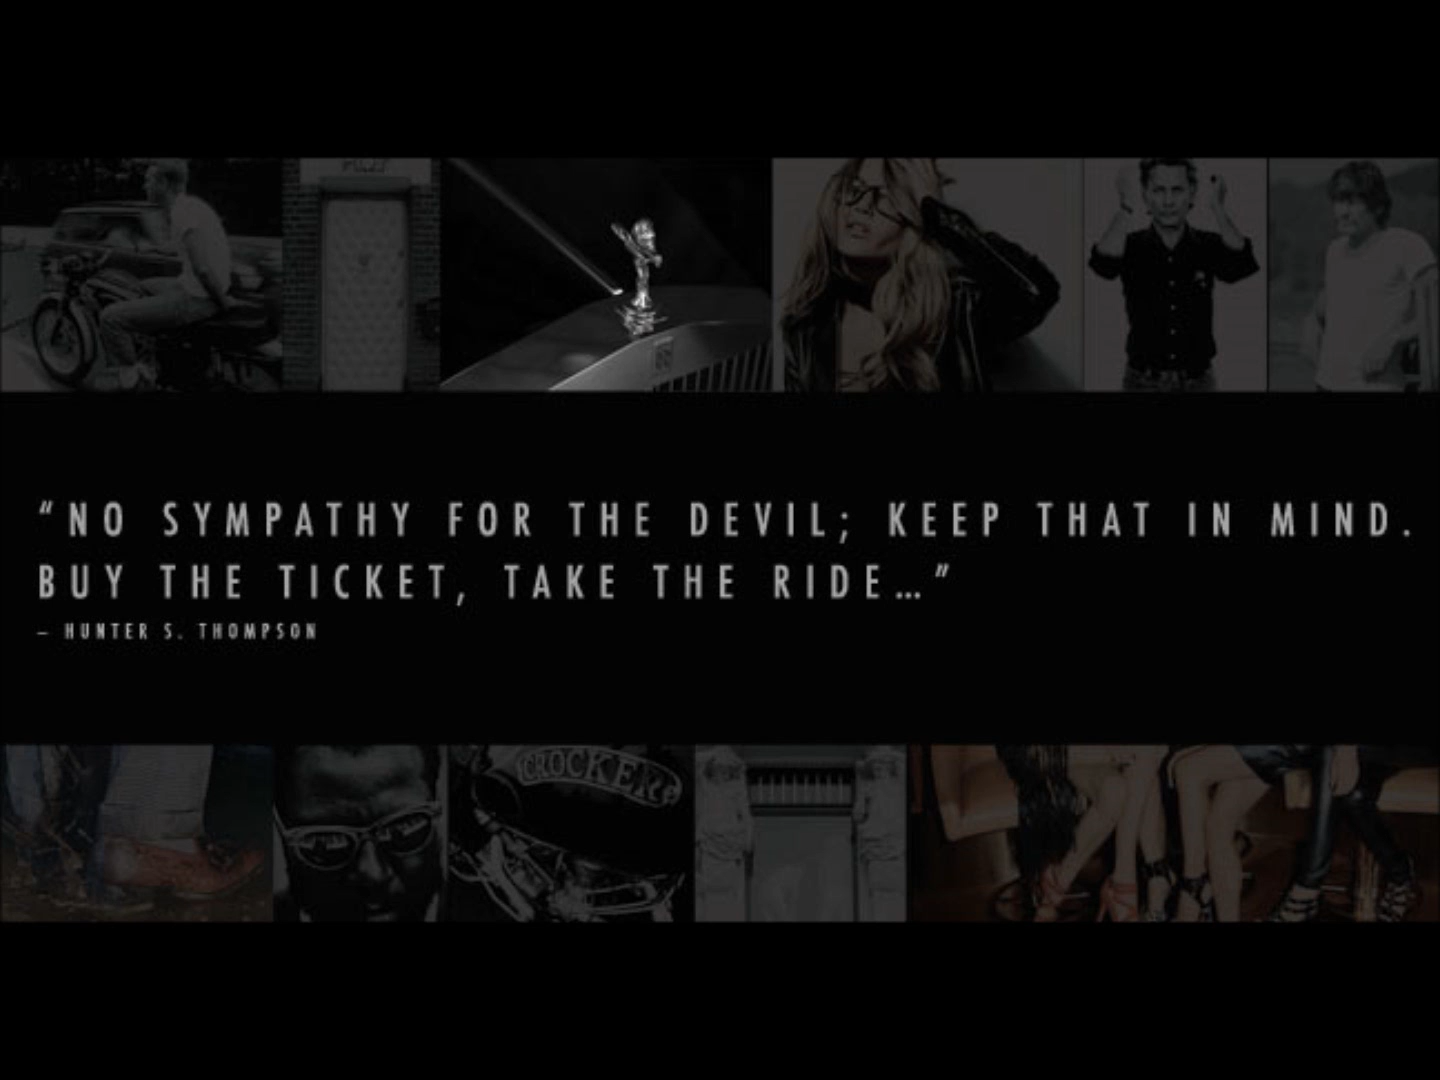 “NO SYMPATHY FOR THE DEVIL; KEEP THAT IN MIND.
BUY THE TICKET, TAKE THE RIDE…”
– HUNTER S. THOMPSON
CROCKER